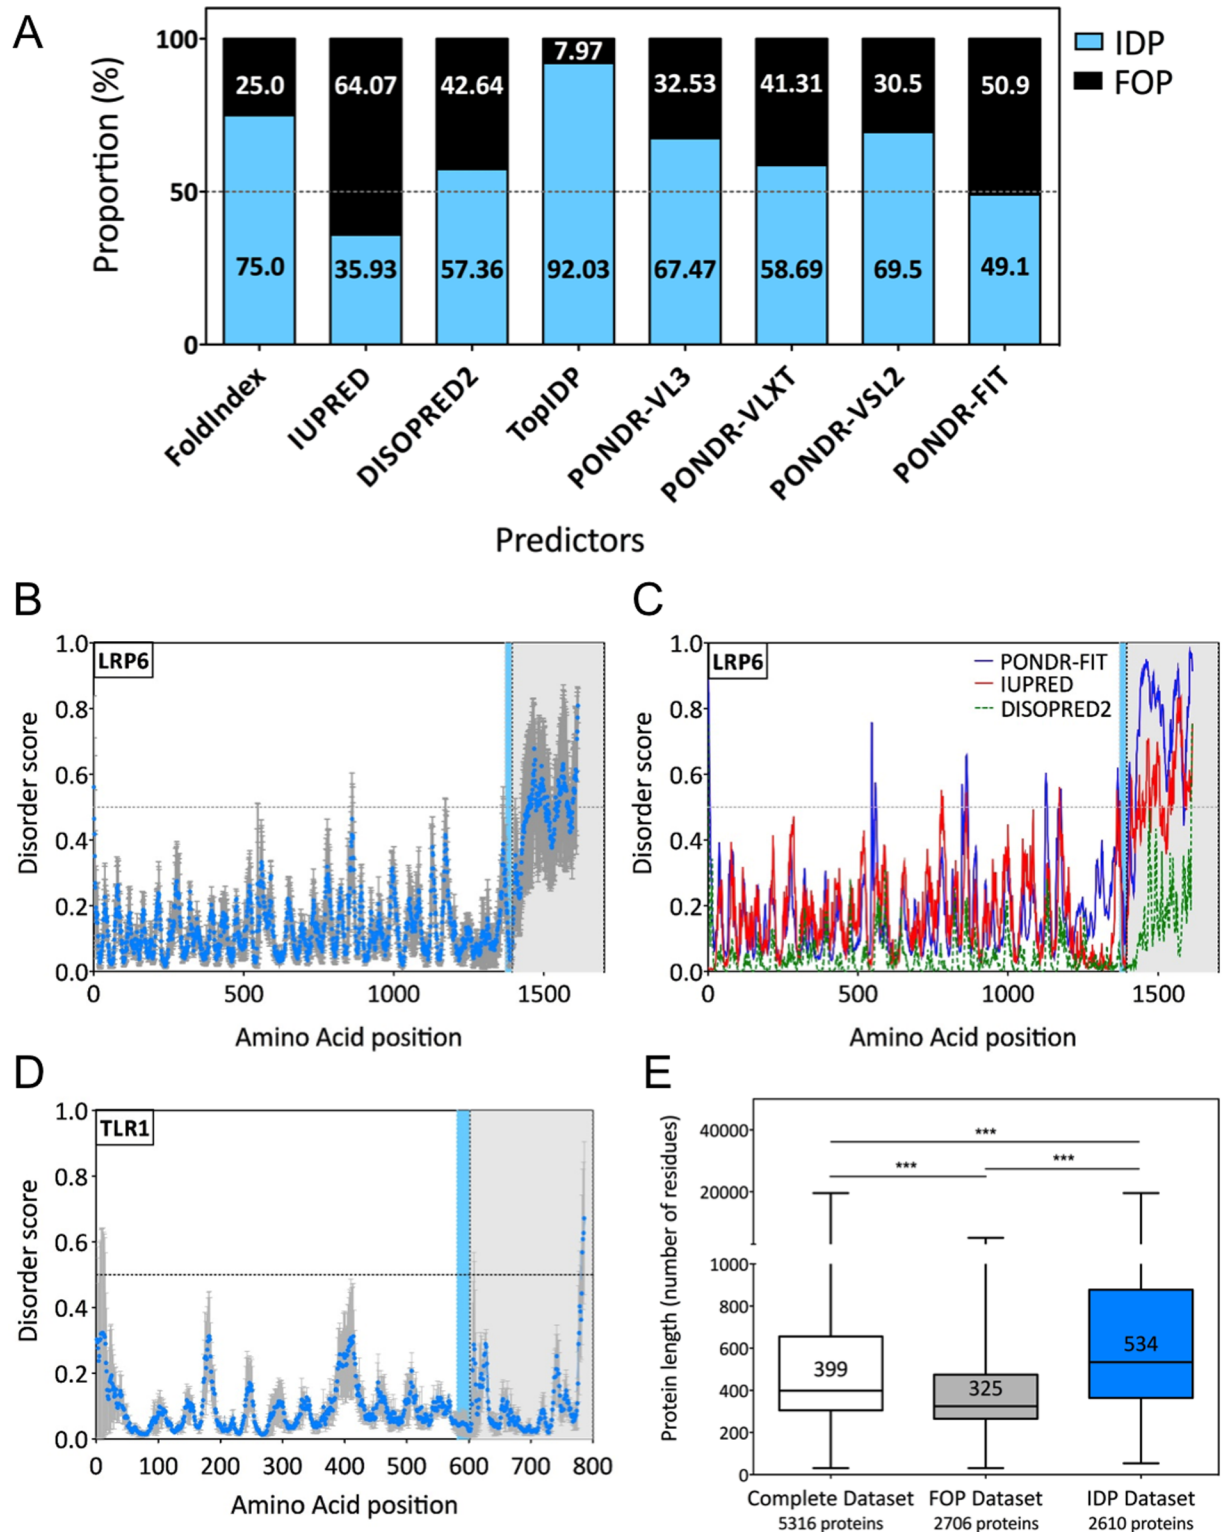 A
Proportion (%)
100
50
0
25.0
64.07
42.64
7.97
32.53
41.31
30.5
50.9
75.0
35.93
57.36
92.03
67.47
58.69
69.5
49.1
IDP
FOP
FoldIndex
IUPRED
DISOPRED2
TopIDP
PONDR-VL3
PONDR-VLXT
PONDR-VSL2
PONDR-FIT
Predictors
B
LRP6
Disorder score
1.0
0.8
0.6
0.4
0.2
0.0
0 500 1000 1500
Amino Acid position
C
LRP6
PONDR-FIT
IUPRED
DISOPRED2
Disorder score
1.0
0.8
0.6
0.4
0.2
0.0
0 500 1000 1500
Amino Acid position
D
TLR1
Disorder score
1.0
0.8
0.6
0.4
0.2
0.0
0 100 200 300 400 500 600 700 800
Amino Acid position
E
Protein length (number of residues)
40000
20000
1000
800
600
400
200
0
***
***
***
399
325
534
Complete Dataset
5316 proteins
FOP Dataset
2706 proteins
IDP Dataset
2610 proteins